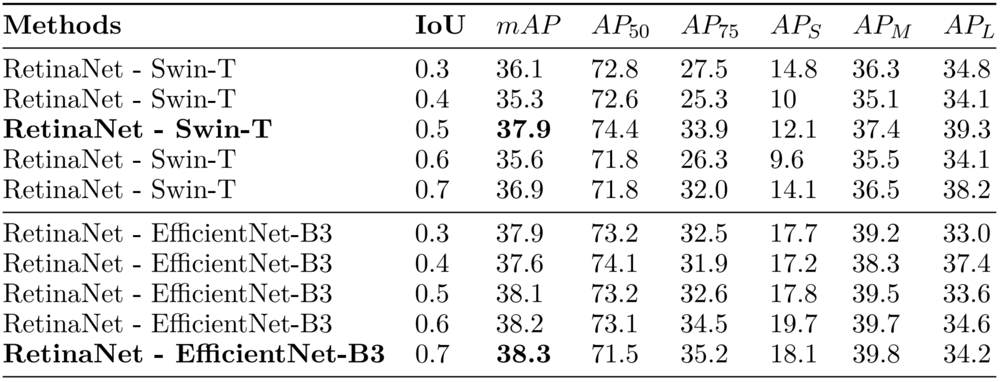 Methods IoU mAP AP50 AP75 APS APM APL
RetinaNet - Swin-T 0.3 36.1 72.8 27.5 14.8 36.3 34.8
RetinaNet - Swin-T 0.4 35.3 72.6 25.3 10 35.1 34.1
RetinaNet - Swin-T 0.5 37.9 74.4 33.9 12.1 37.4 39.3
RetinaNet - Swin-T 0.6 35.6 71.8 26.3 9.6 35.5 34.1
RetinaNet - Swin-T 0.7 36.9 71.8 32.0 14.1 36.5 38.2
RetinaNet - EfficientNet-B3 0.3 37.9 73.2 32.5 17.7 39.2 33.0
RetinaNet - EfficientNet-B3 0.4 37.6 74.1 31.9 17.2 38.3 37.4
RetinaNet - EfficientNet-B3 0.5 38.1 73.2 32.6 17.8 39.5 33.6
RetinaNet - EfficientNet-B3 0.6 38.2 73.1 34.5 19.7 39.7 34.6
RetinaNet - EfficientNet-B3 0.7 38.3 71.5 35.2 18.1 39.8 34.2